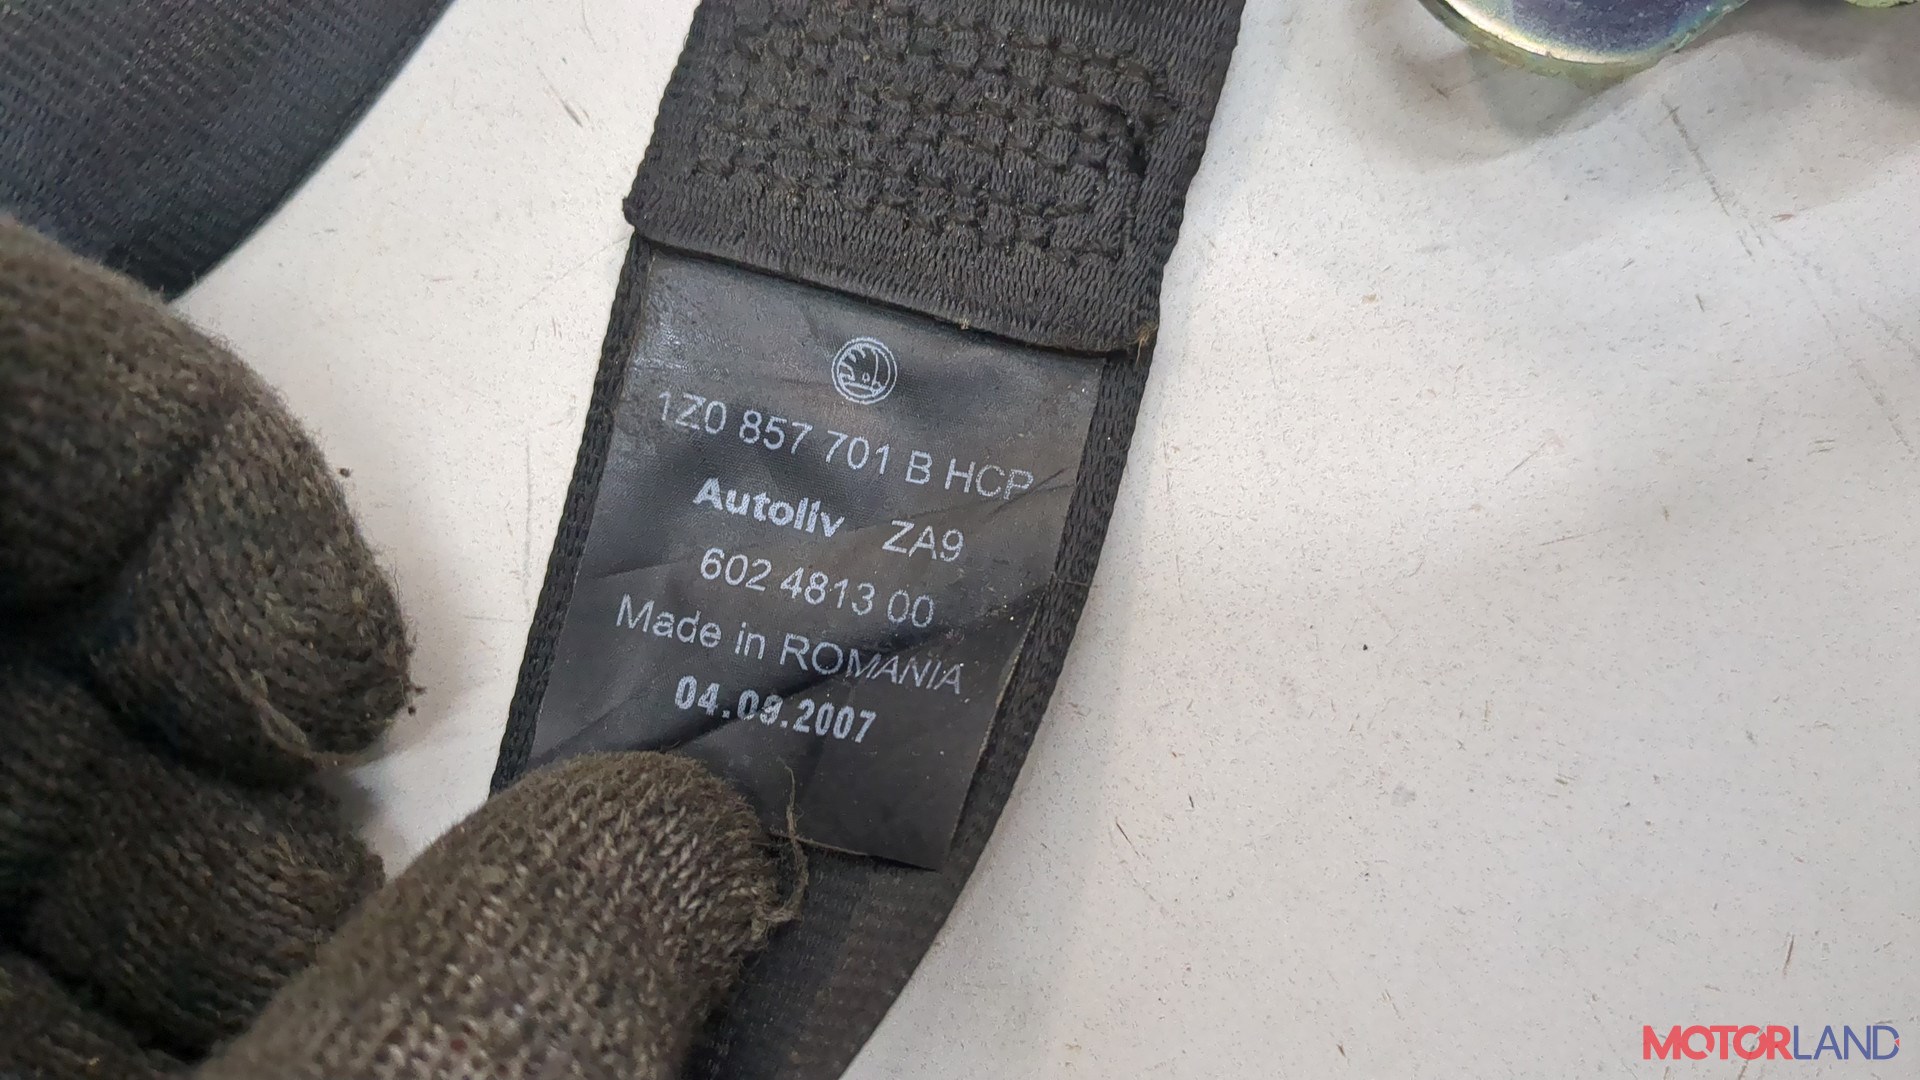 1Z0 857 701 B HCP
Autoliv ZA9
602 4813 00
Made in ROMANIA
04.09.2007
MOTORLAND